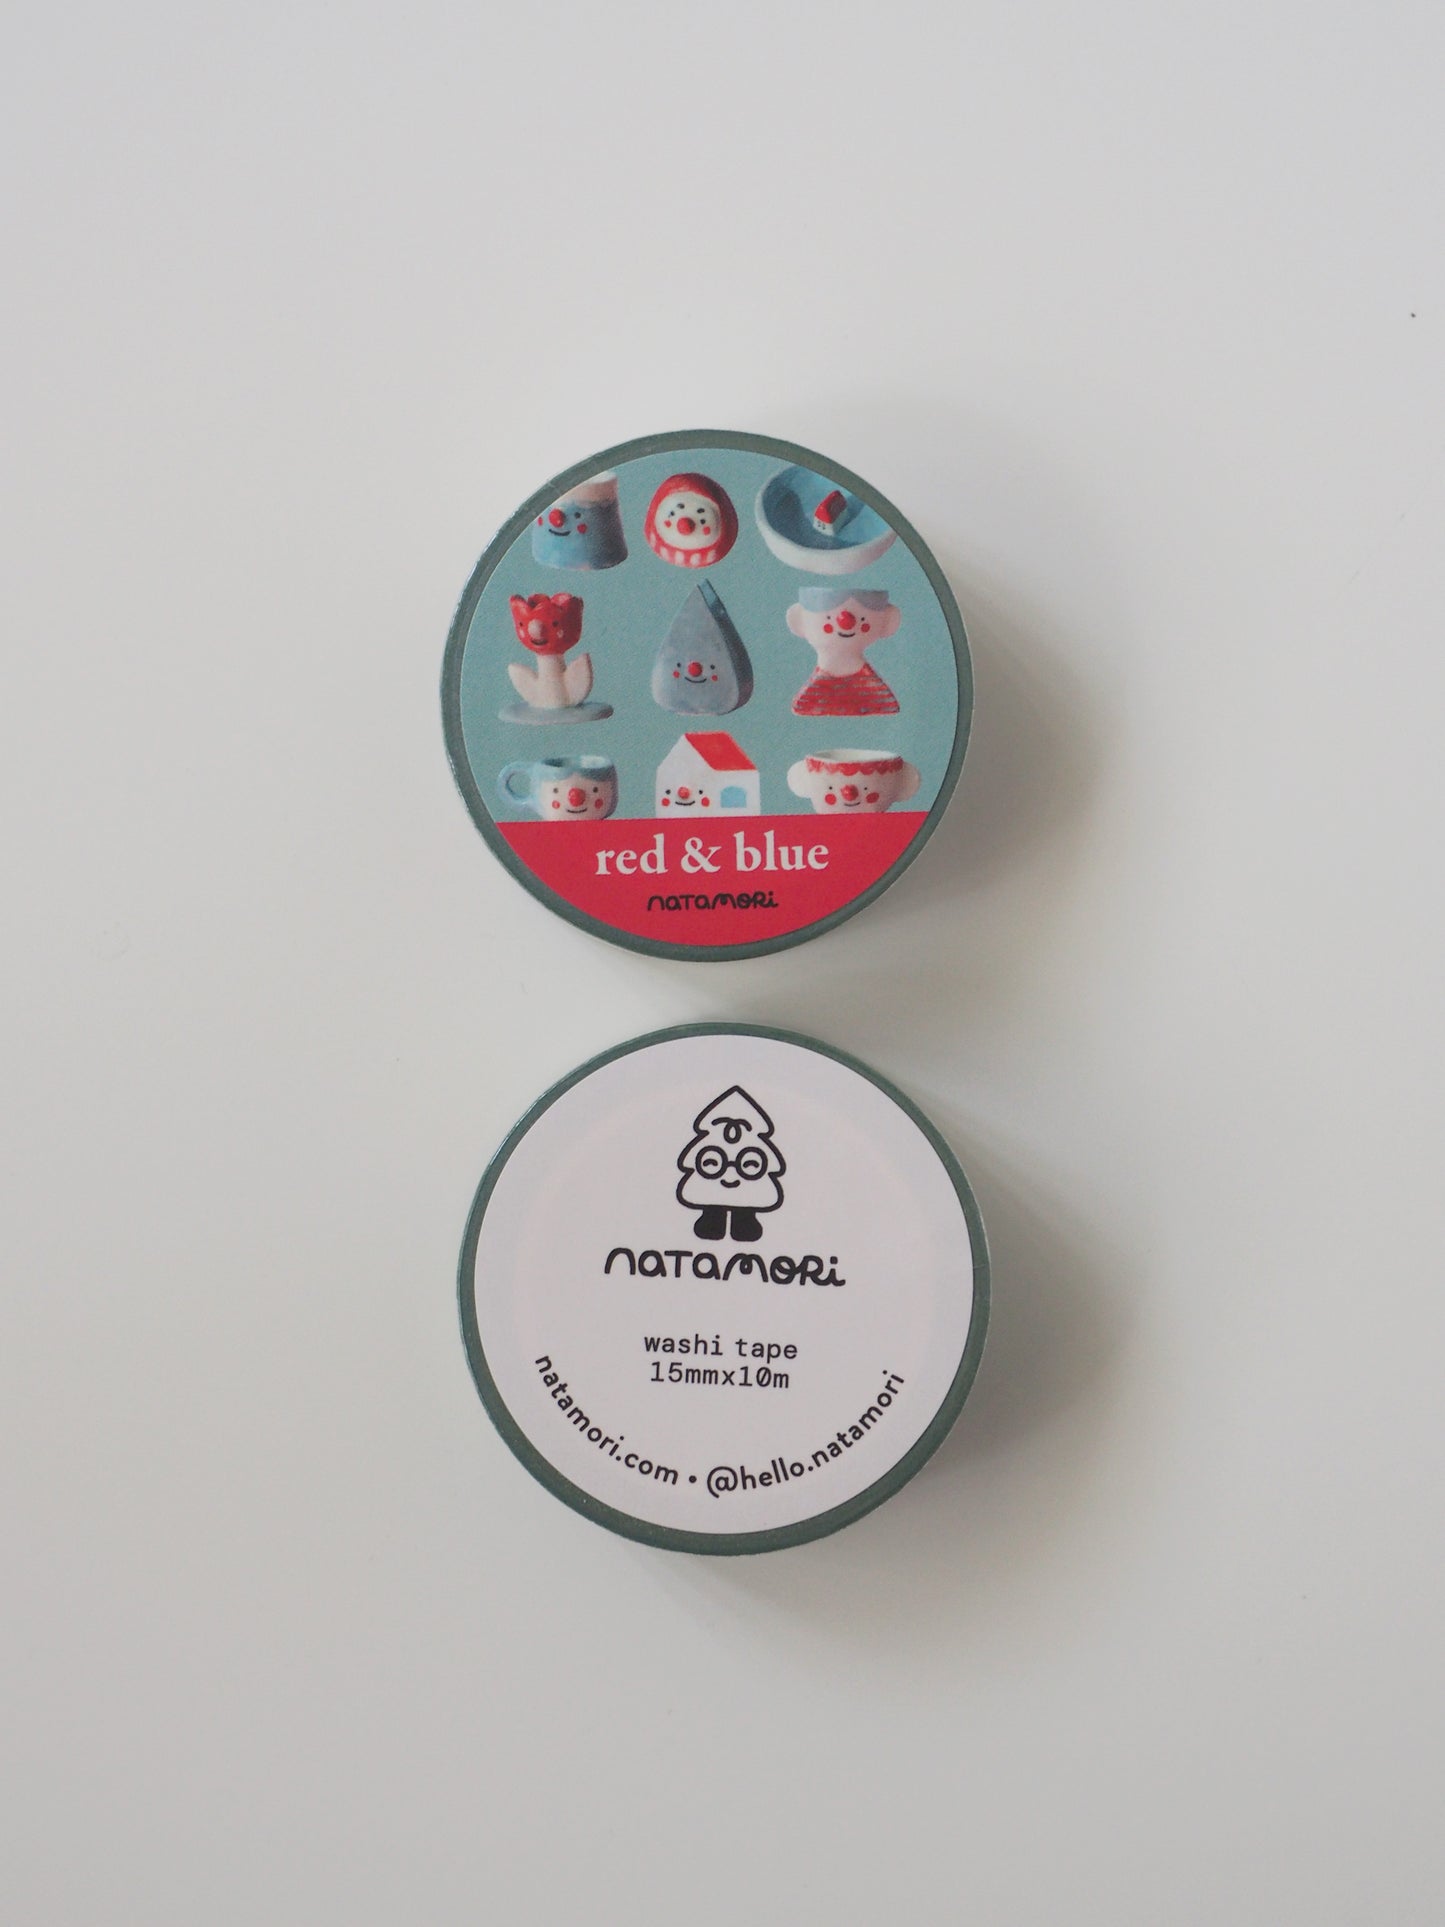 red & blue
natamori
natamori
washi tape
15mmx10m
natamori.com • @hello.natamori